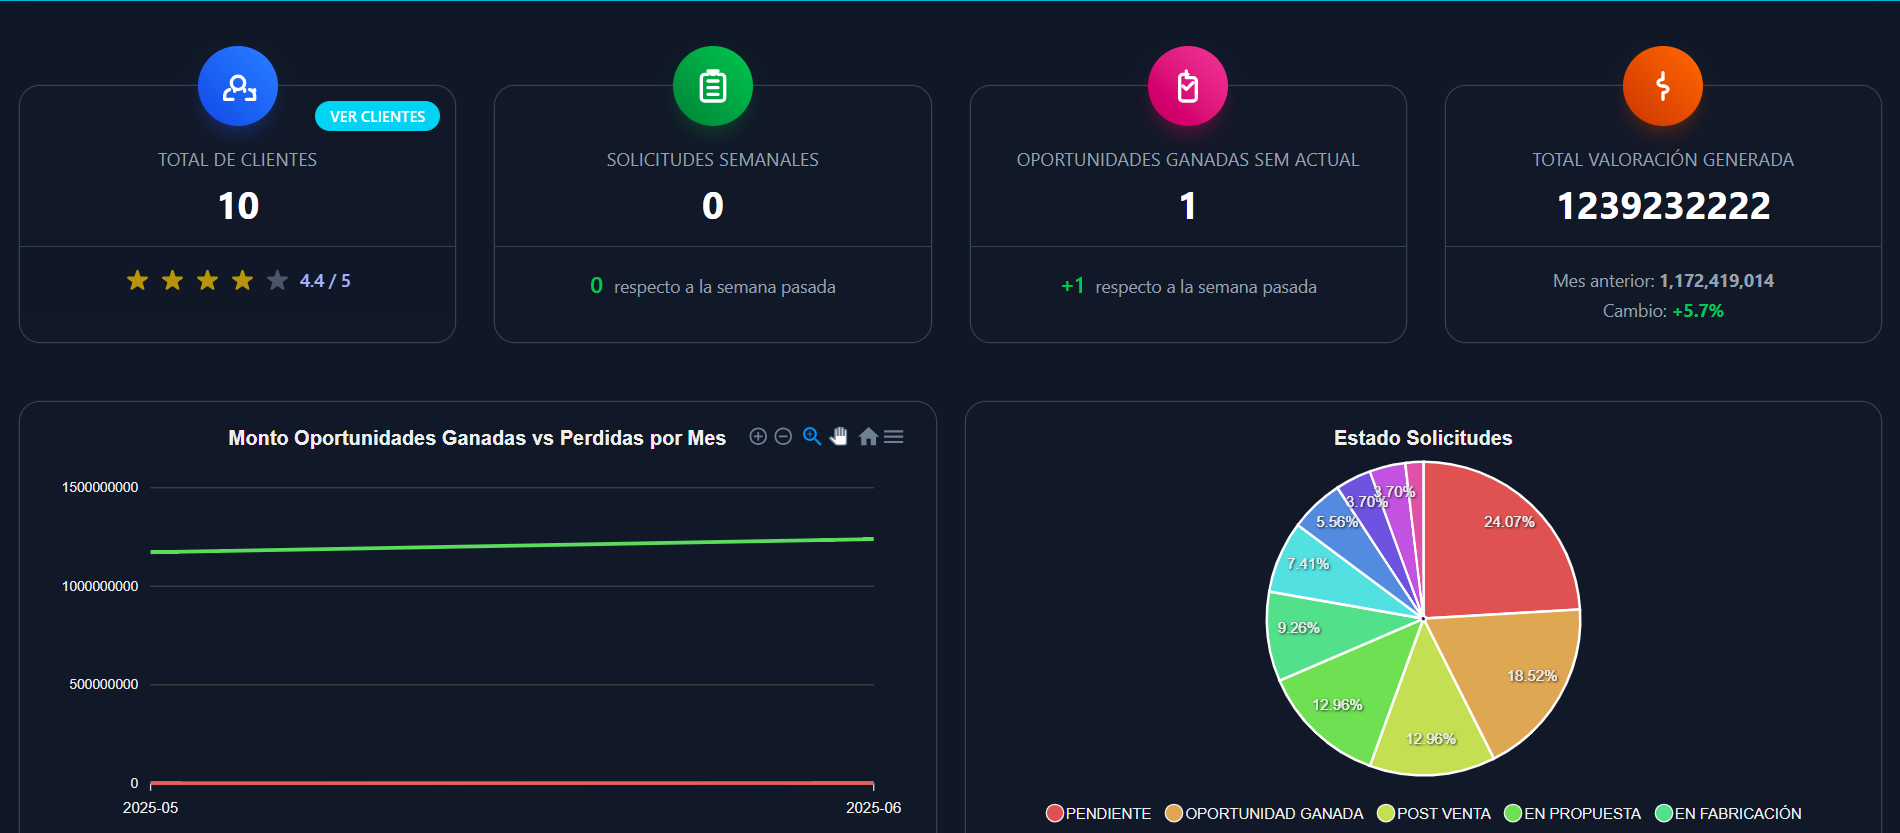 VER CLIENTES
TOTAL DE CLIENTES
10
4.4 / 5
SOLICITUDES SEMANALES
0
0 respecto a la semana pasada
OPORTUNIDADES GANADAS SEM ACTUAL
1
+1 respecto a la semana pasada
TOTAL VALORACIÓN GENERADA
1239232222
Mes anterior: 1,172,419,014
Cambio: +5.7%
Monto Oportunidades Ganadas vs Perdidas por Mes
1500000000
1000000000
500000000
0
2025-05 2025-06
Estado Solicitudes
24.07%
18.52%
12.96%
12.96%
9.26%
7.41%
5.56%
3.70%
3.70%
PENDIENTE OPORTUNIDAD GANADA POST VENTA EN PROPUESTA EN FABRICACIÓN